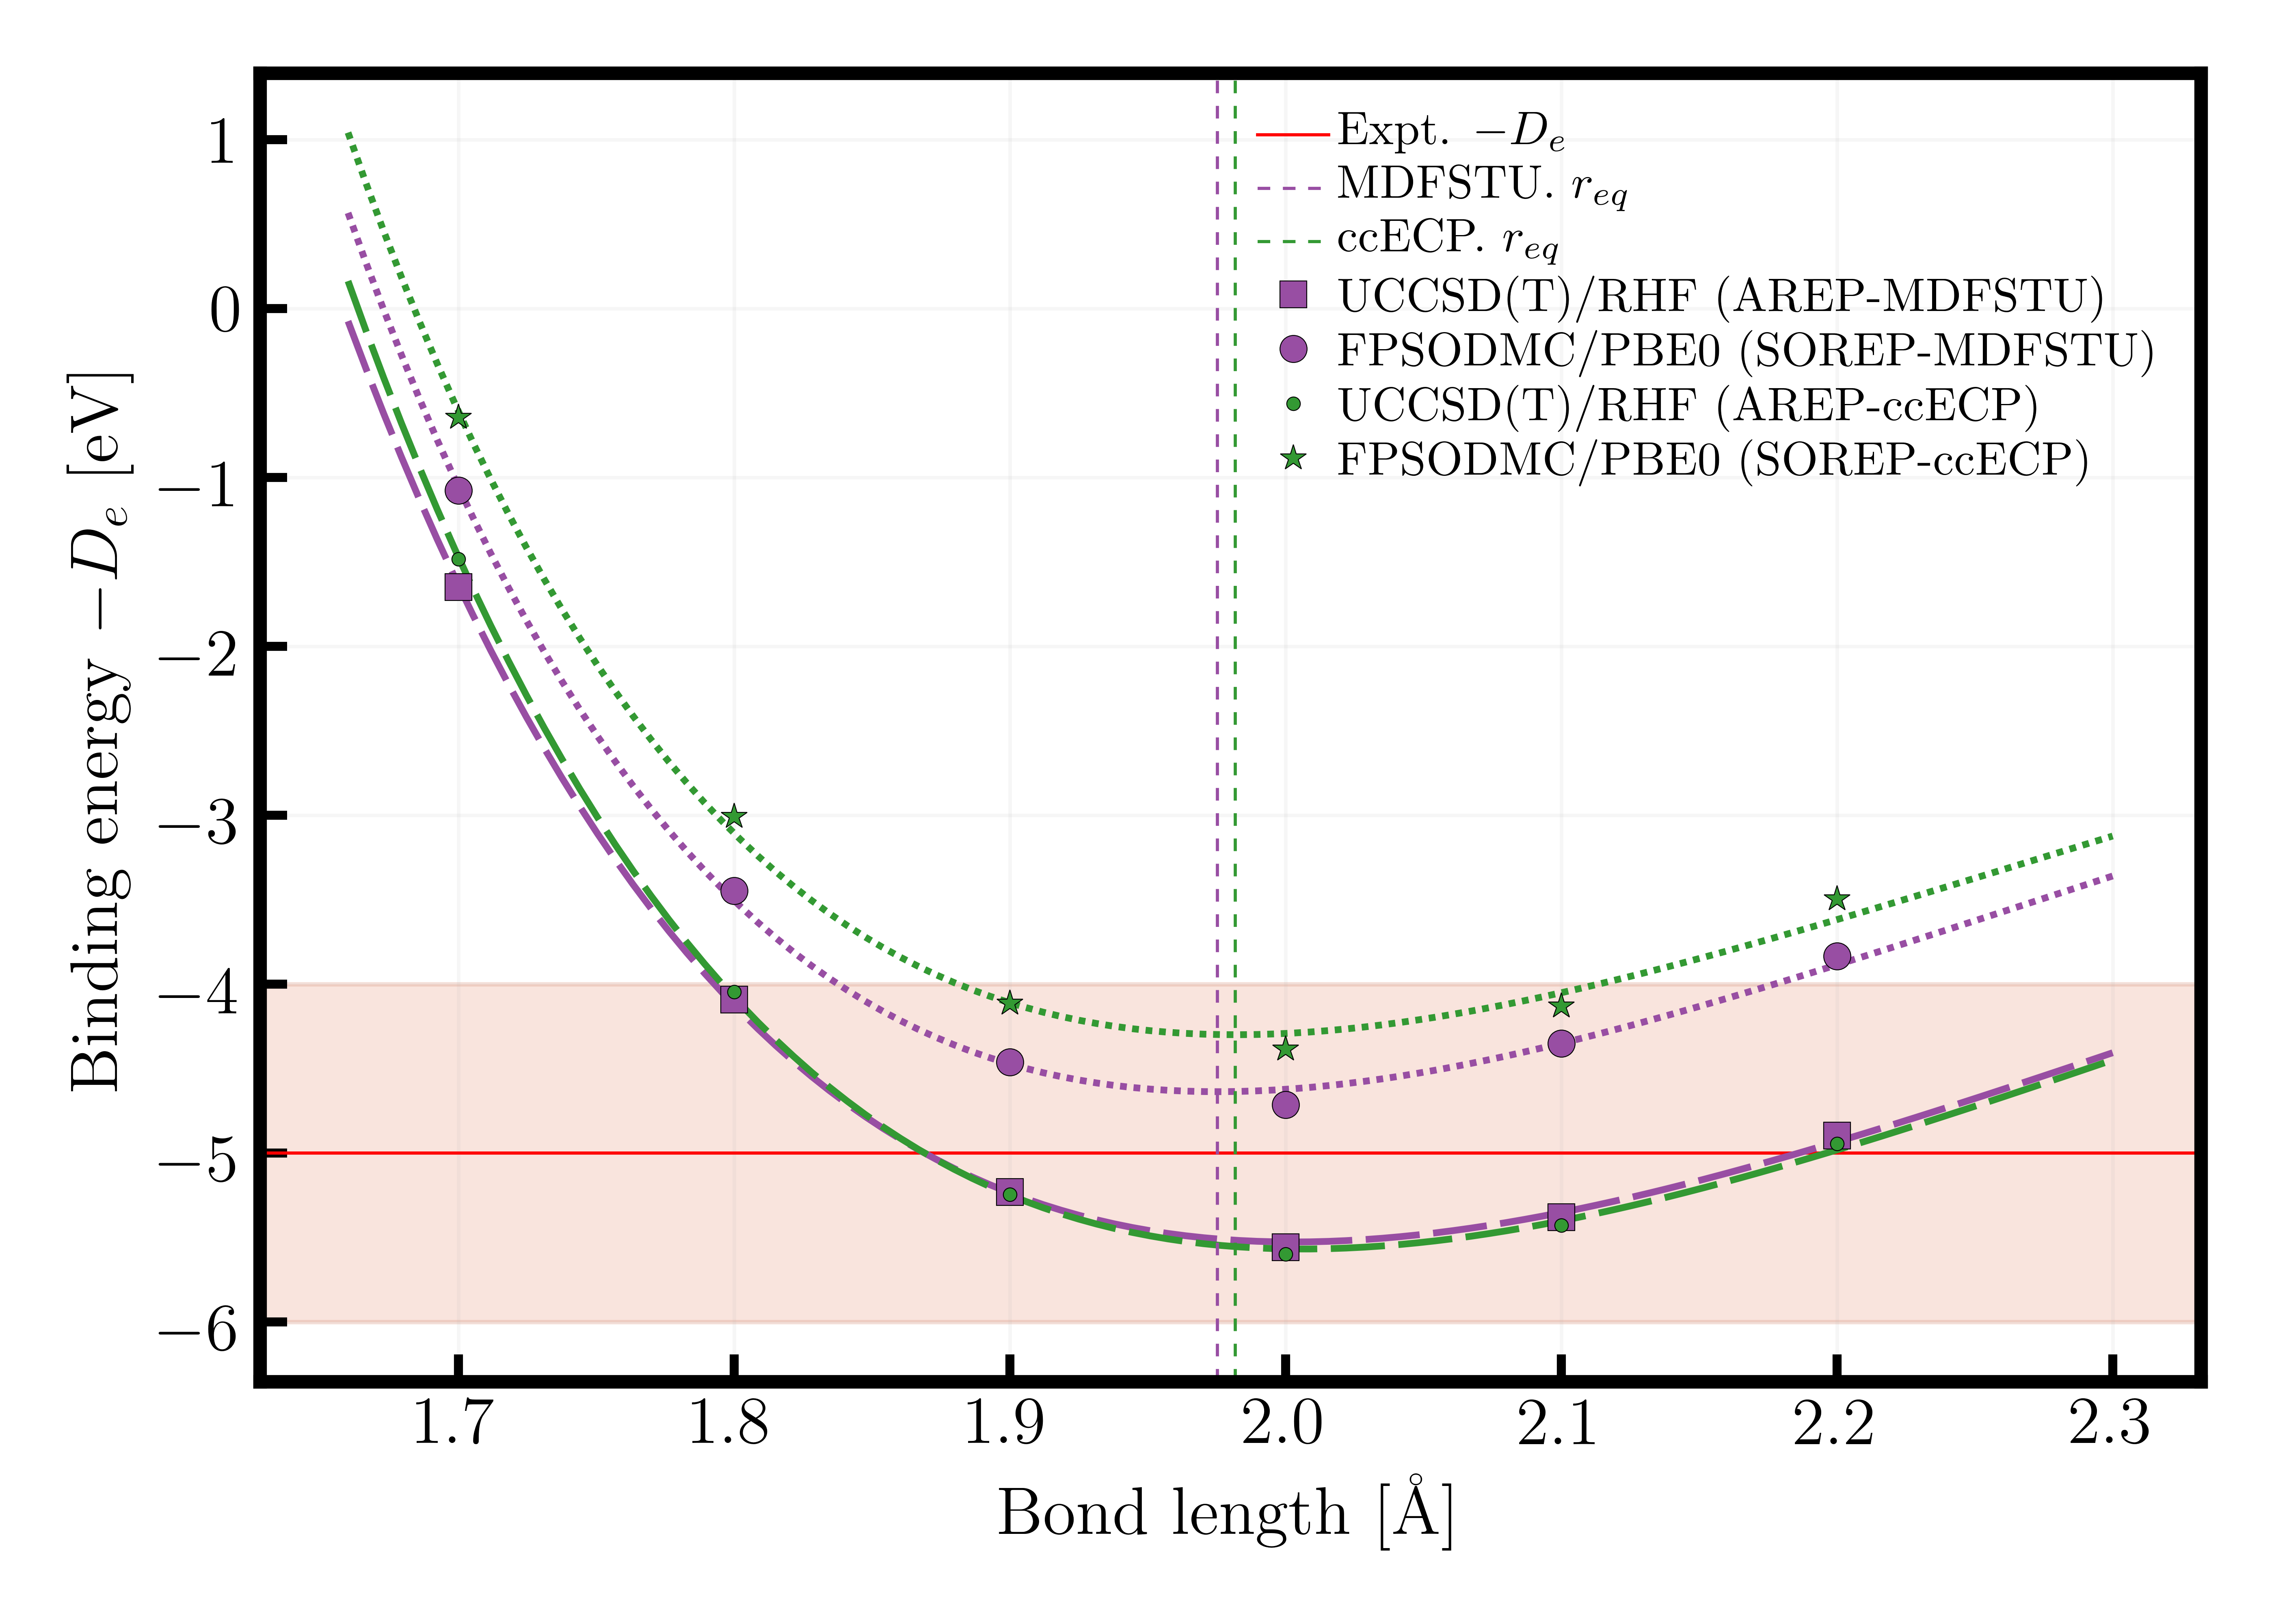 Binding energy −D_e [eV]
1
0
−1
−2
−3
−4
−5
−6
Expt. −D_e
MDFSTU. r_eq
ccECP. r_eq
UCCSD(T)/RHF (AREP-MDFSTU)
FPSODMC/PBE0 (SOREP-MDFSTU)
UCCSD(T)/RHF (AREP-ccECP)
FPSODMC/PBE0 (SOREP-ccECP)
1.7 1.8 1.9 2.0 2.1 2.2 2.3
Bond length [Å]